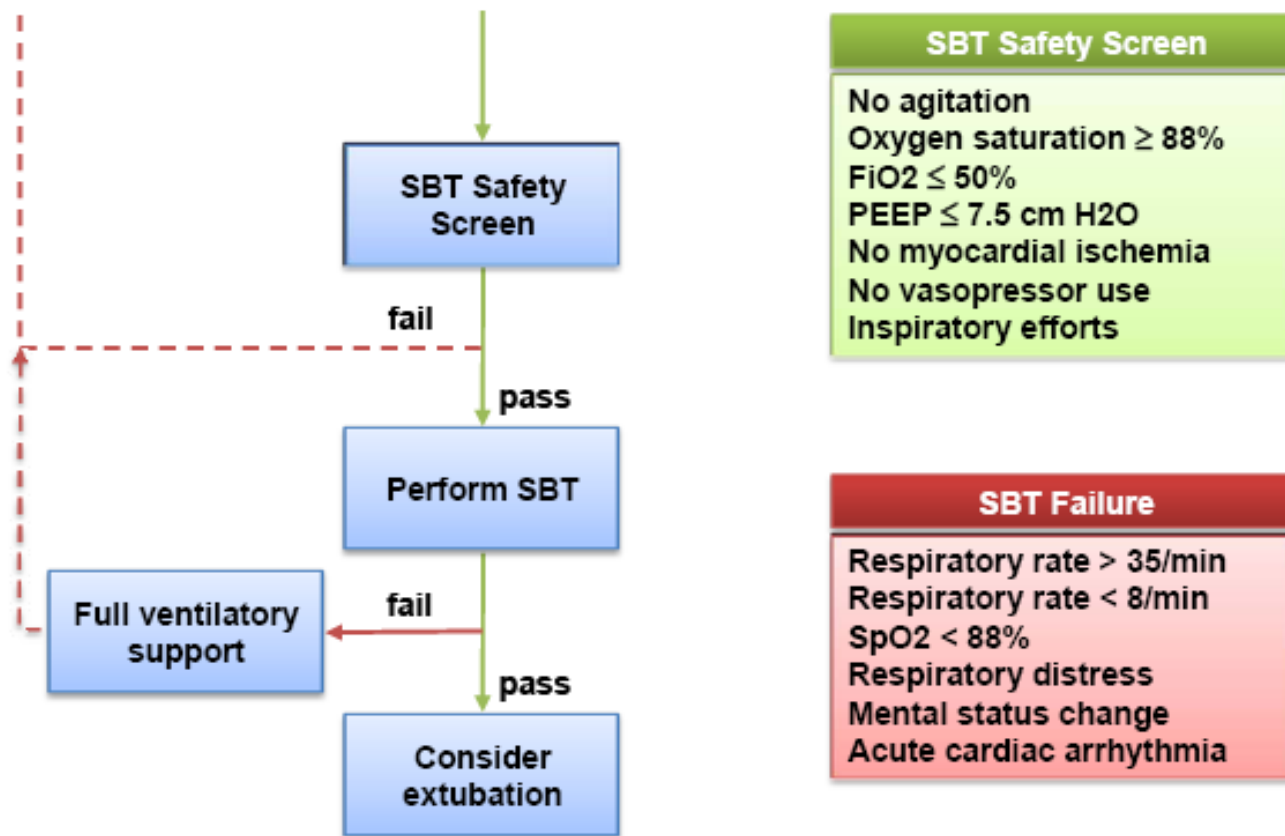 SBT Safety
Screen
fail
pass
Perform SBT
Full ventilatory
support
fail
pass
Consider
extubation
SBT Safety Screen
No agitation
Oxygen saturation ≥ 88%
FiO2 ≤ 50%
PEEP ≤ 7.5 cm H2O
No myocardial ischemia
No vasopressor use
Inspiratory efforts
SBT Failure
Respiratory rate > 35/min
Respiratory rate < 8/min
SpO2 < 88%
Respiratory distress
Mental status change
Acute cardiac arrhythmia